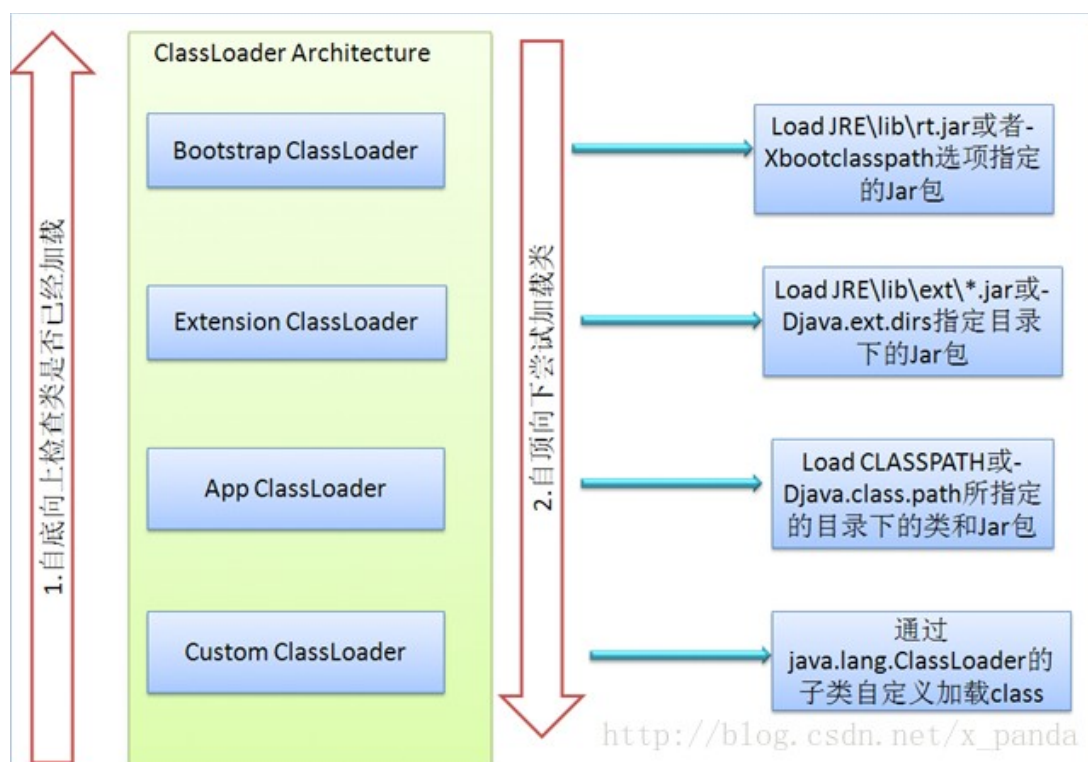 ClassLoader Architecture
Bootstrap ClassLoader
Extension ClassLoader
App ClassLoader
Custom ClassLoader
1.自底向上检查类是否已经加载
2.自顶向下尝试加载类
Load JRE\lib\rt.jar或者-
Xbootclasspath选项指定
的Jar包
Load JRE\lib\ext\*.jar或-
Djava.ext.dirs指定目录
下的Jar包
Load CLASSPATH或-
Djava.class.path所指定
的目录下的类和Jar包
通过
java.lang.ClassLoader的
子类自定义加载class
http://blog.csdn.net/x_panda